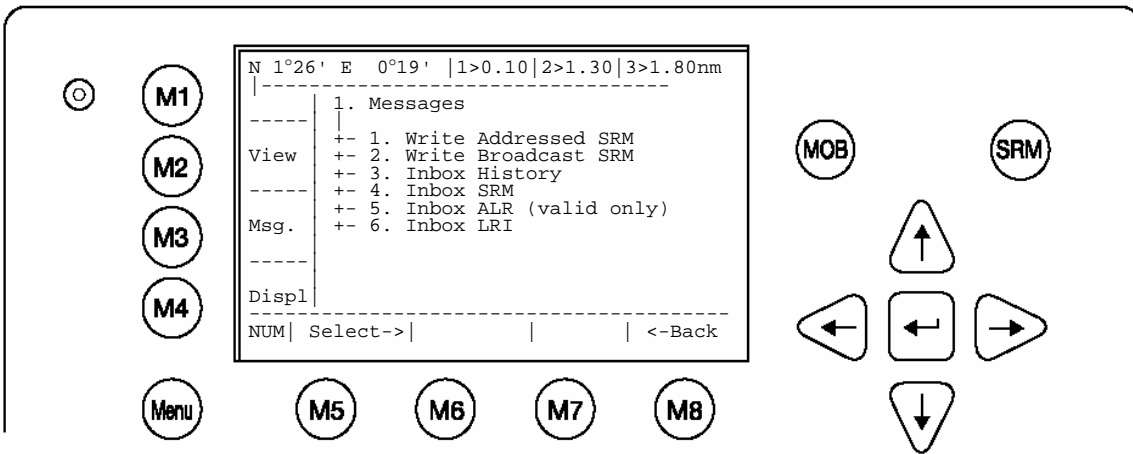 N 1°26' E 0°19' |1>0.10|2>1.30|3>1.80nm
1. Messages
+- 1. Write Addressed SRM
+- 2. Write Broadcast SRM
+- 3. Inbox History
+- 4. Inbox SRM
+- 5. Inbox ALR (valid only)
+- 6. Inbox LRI
View
Msg.
Displ
NUM| Select->| | | <-Back
M1
M2
M3
M4
Menu
M5
M6
M7
M8
MOB
SRM